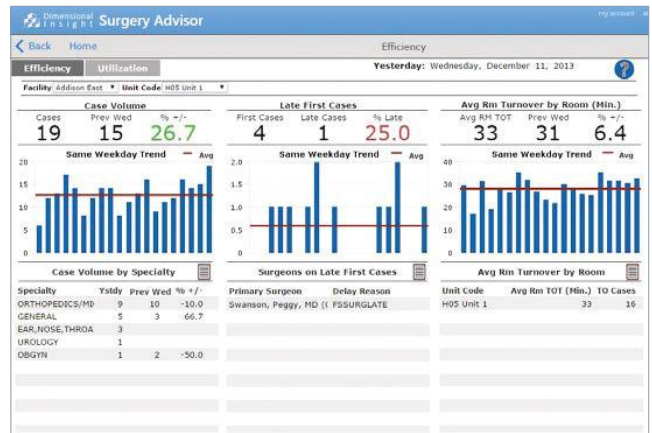 Dimensional Insight Surgery Advisor
my account
Back Home Efficiency
Efficiency Utilization Yesterday: Wednesday, December 11, 2013 ?
Facility Addison East Unit Code H05 Unit 1
Case Volume
Cases Prev Wed % +/-
19 15 26.7
Same Weekday Trend Avg
20
15
10
5
0
Late First Cases
First Cases Late Cases % Late
4 1 25.0
Same Weekday Trend Avg
2.0
1.5
1.0
0.5
0
Avg Rm Turnover by Room (Min.)
Avg RM TOT Prev Wed % +/-
33 31 6.4
Same Weekday Trend Avg
40
30
20
10
0
Case Volume by Specialty
Specialty Ystdy Prev Wed % +/-
ORTHOPEDICS/MD 9 10 -10.0
GENERAL 5 3 66.7
EAR,NOSE,THROA 3
UROLOGY 1
OBGYN 1 2 -50.0
Surgeons on Late First Cases
Primary Surgeon Delay Reason
Swanson, Peggy, MD (( FSSURGLATE
Avg Rm Turnover by Room
Unit Code Avg Rm TOT (Min.) TO Cases
H05 Unit 1 33 16